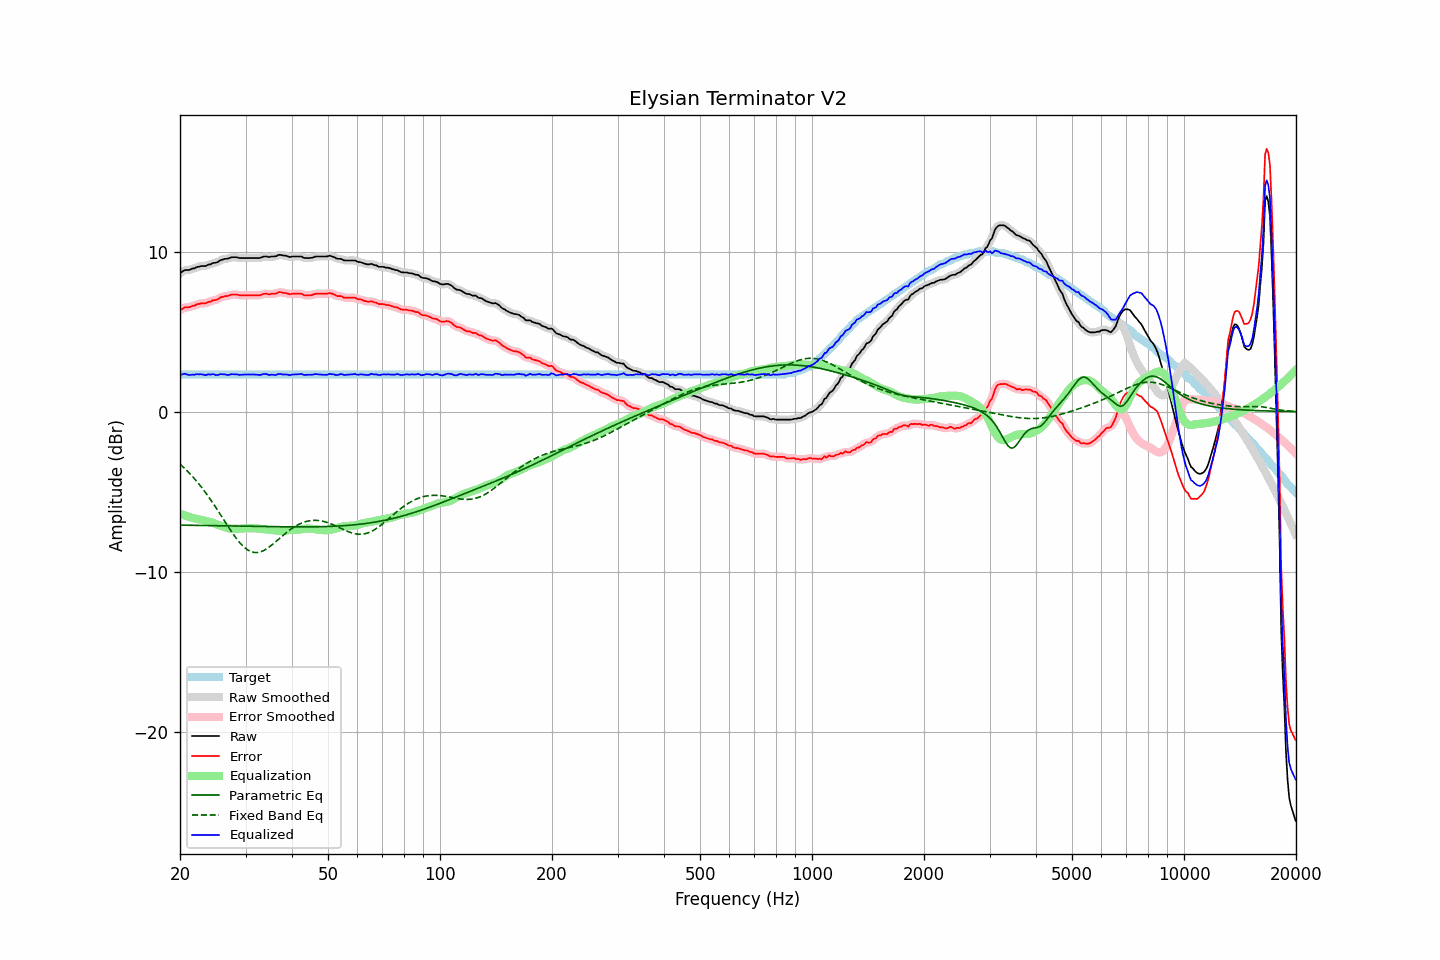 Elysian Terminator V2
Amplitude (dBr)
10
0
−10
−20
Target
Raw Smoothed
Error Smoothed
Raw
Error
Equalization
Parametric Eq
Fixed Band Eq
Equalized
20 50 100 200 500 1000 2000 5000 10000 20000
Frequency (Hz)